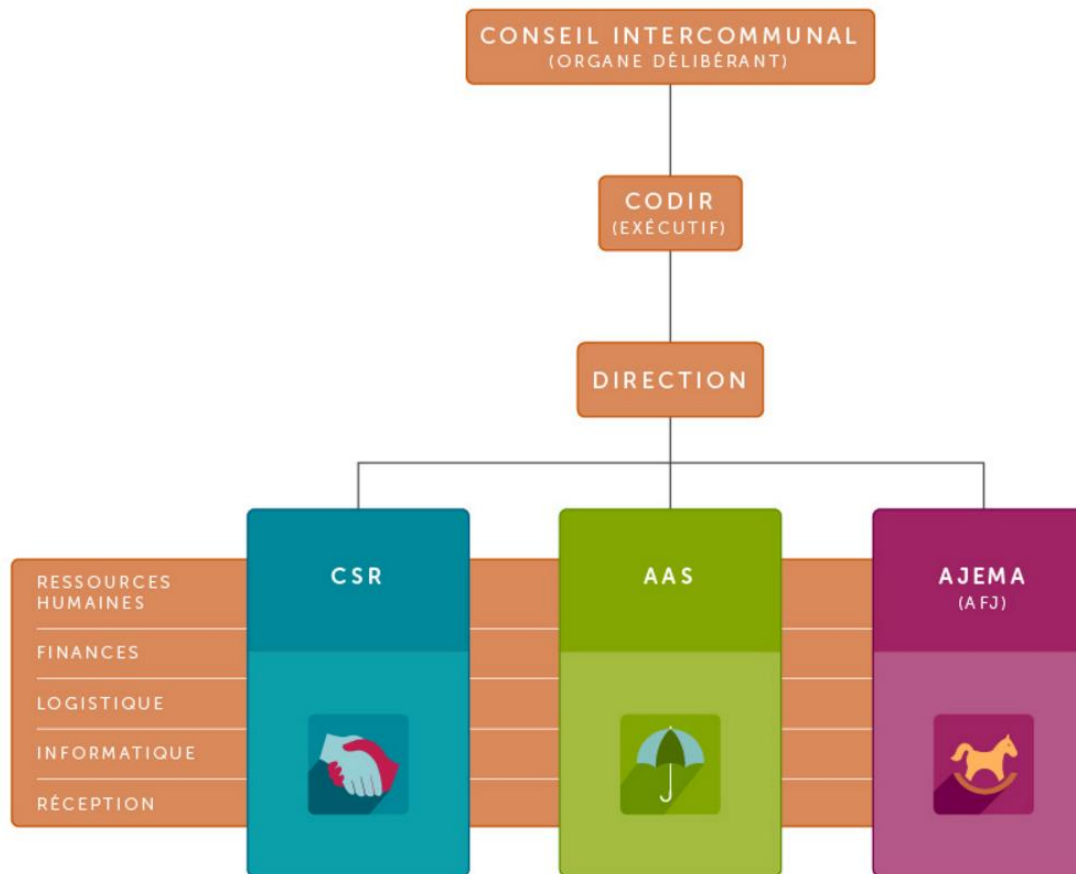 CONSEIL INTERCOMMUNAL
(ORGANE DÉLIBÉRANT)
CODIR
(EXÉCUTIF)
DIRECTION
CSR
AAS
AJEMA
(AFJ)
RESSOURCES
HUMAINES
FINANCES
LOGISTIQUE
INFORMATIQUE
RÉCEPTION